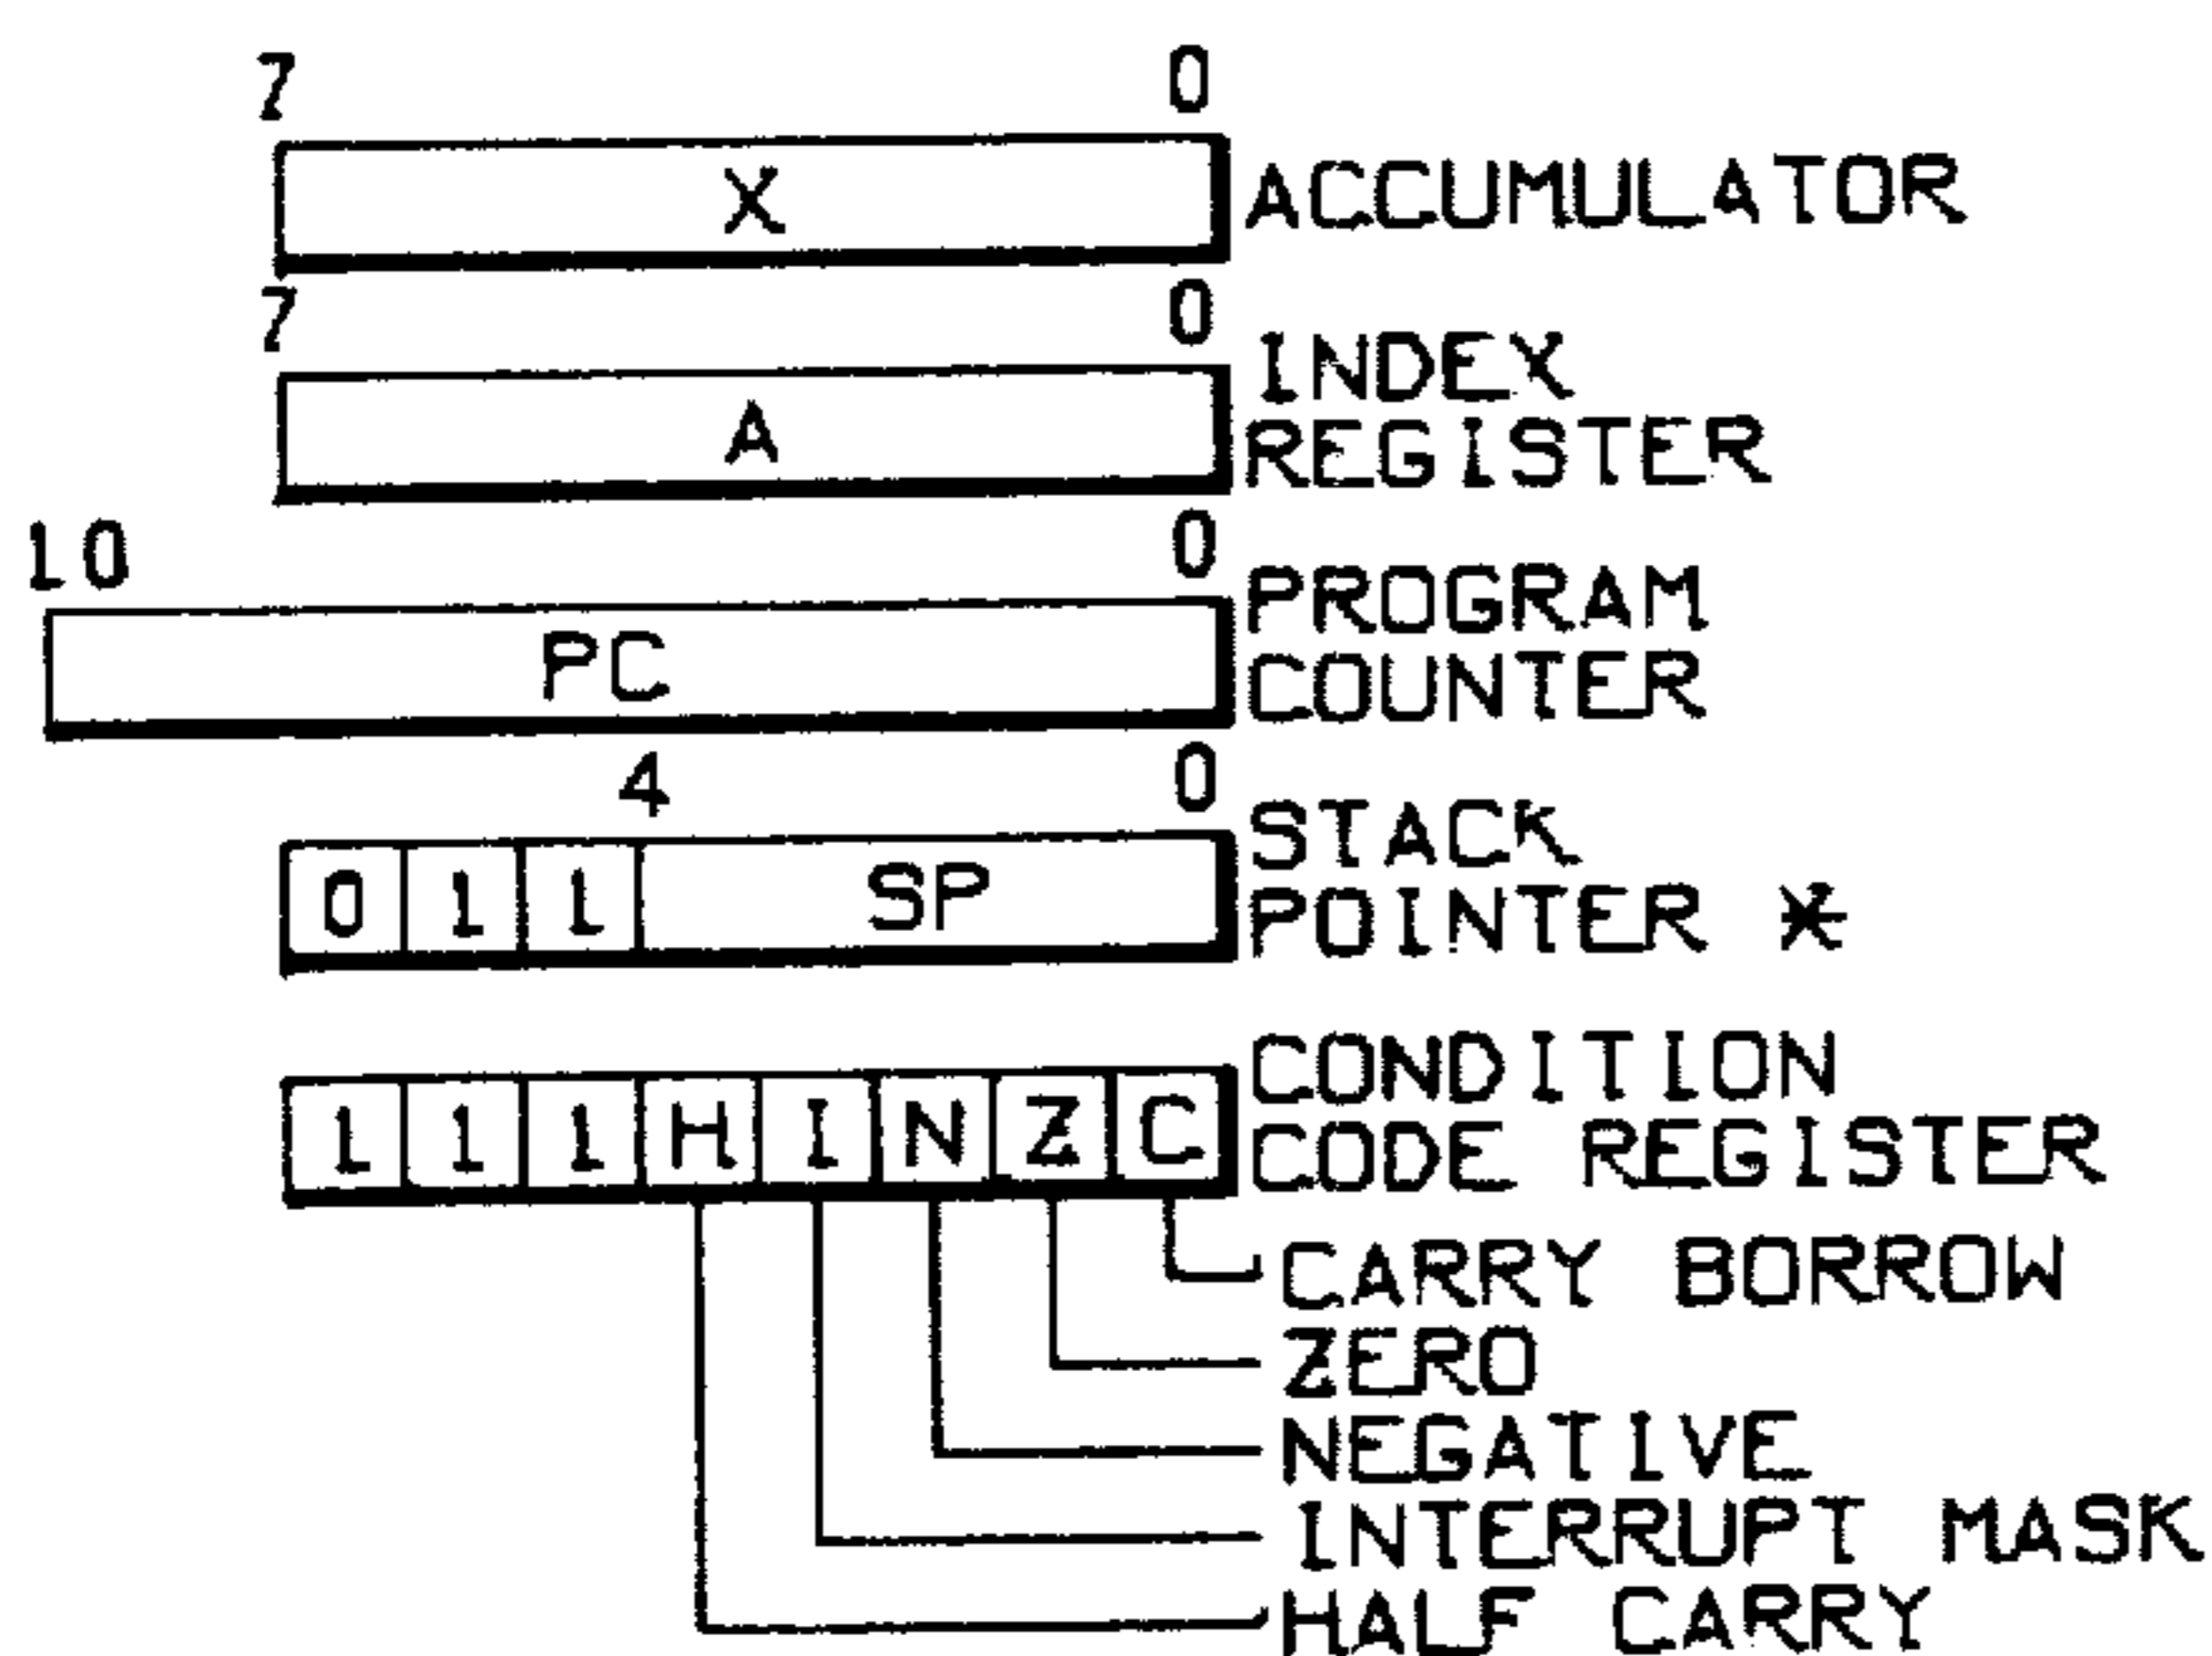 7 0
X ACCUMULATOR
7 0
A INDEX
REGISTER
10 0
PC PROGRAM
COUNTER
4 0
0 1 1 SP STACK
POINTER *
1 1 1 H I N Z C CONDITION
CODE REGISTER
CARRY BORROW
ZERO
NEGATIVE
INTERRUPT MASK
HALF CARRY